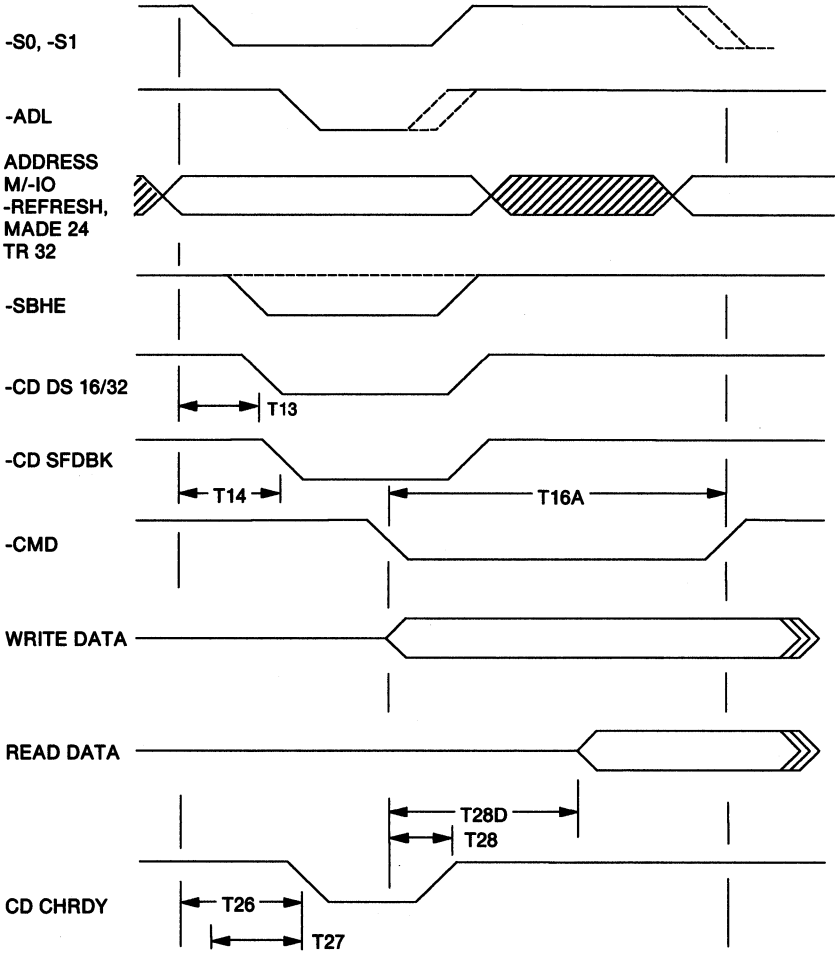 -S0, -S1
-ADL
ADDRESS
M/-IO
-REFRESH,
MADE 24
TR 32
-SBHE
-CD DS 16/32
T13
-CD SFDBK
T14
T16A
-CMD
WRITE DATA
READ DATA
T28D
T28
CD CHRDY
T26
T27